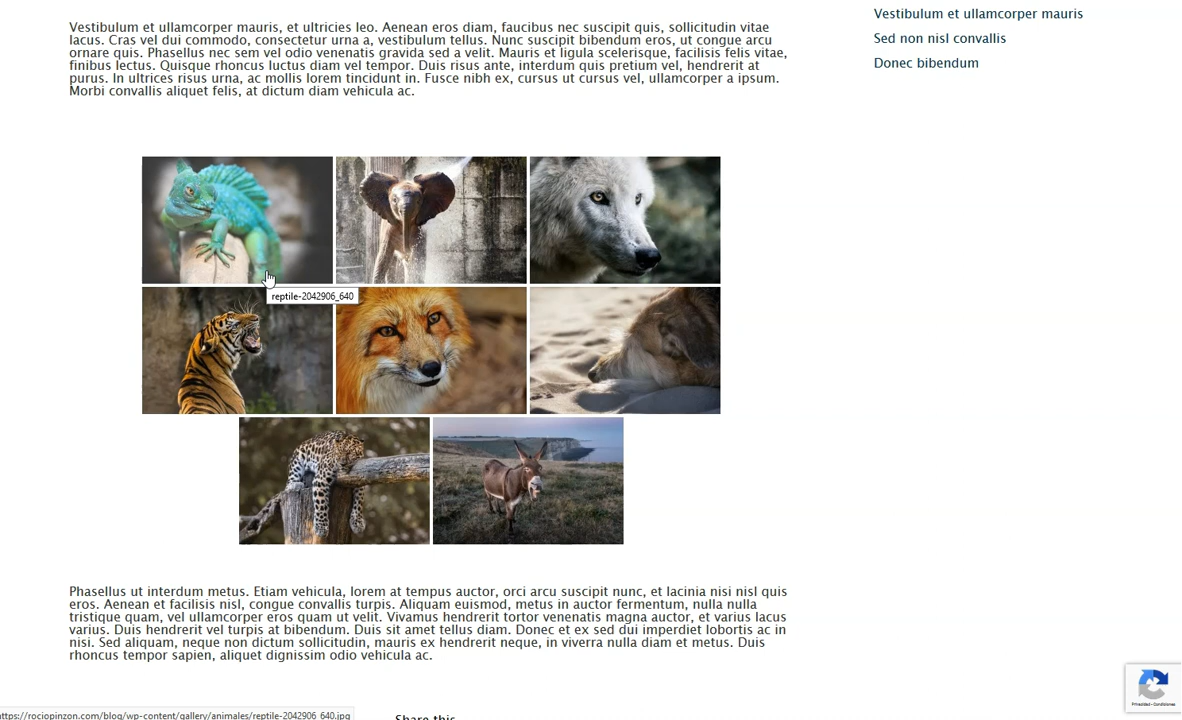 Vestibulum et ullamcorper mauris, et ultricies leo. Aenean eros diam, faucibus nec suscipit quis, sollicitudin vitae
lacus. Cras vel dui commodo, consectetur urna a, vestibulum tellus. Nunc suscipit bibendum eros, ut congue arcu
ornare quis. Phasellus nec sem vel odio venenatis gravida sed a velit. Mauris et ligula scelerisque, facilisis felis vitae,
finibus lectus. Quisque rhoncus luctus diam vel tempor. Duis risus ante, interdum quis pretium vel, hendrerit at
purus. In ultrices risus urna, ac mollis lorem tincidunt in. Fusce nibh ex, cursus ut cursus vel, ullamcorper a ipsum.
Morbi convallis aliquet felis, at dictum diam vehicula ac.
Vestibulum et ullamcorper mauris
Sed non nisl convallis
Donec bibendum
reptile-2042906_640
Phasellus ut interdum metus. Etiam vehicula, lorem at tempus auctor, orci arcu suscipit nunc, et lacinia nisi nisl quis
eros. Aenean et facilisis nisl, congue convallis turpis. Aliquam euismod, metus in auctor fermentum, nulla nulla
tristique quam, vel ullamcorper eros quam ut velit. Vivamus hendrerit tortor venenatis magna auctor, et varius lacus
varius. Duis hendrerit vel turpis at bibendum. Duis sit amet tellus diam. Donec et ex sed dui imperdiet lobortis ac in
nisi. Sed aliquam, neque non dictum sollicitudin, mauris ex hendrerit neque, in viverra nulla diam et metus. Duis
rhoncus tempor sapien, aliquet dignissim odio vehicula ac.
Privacidad - Condiciones
ttps://rociopinzon.com/blog/wp-content/gallery/animales/reptile-2042906_640.jpg
Share this